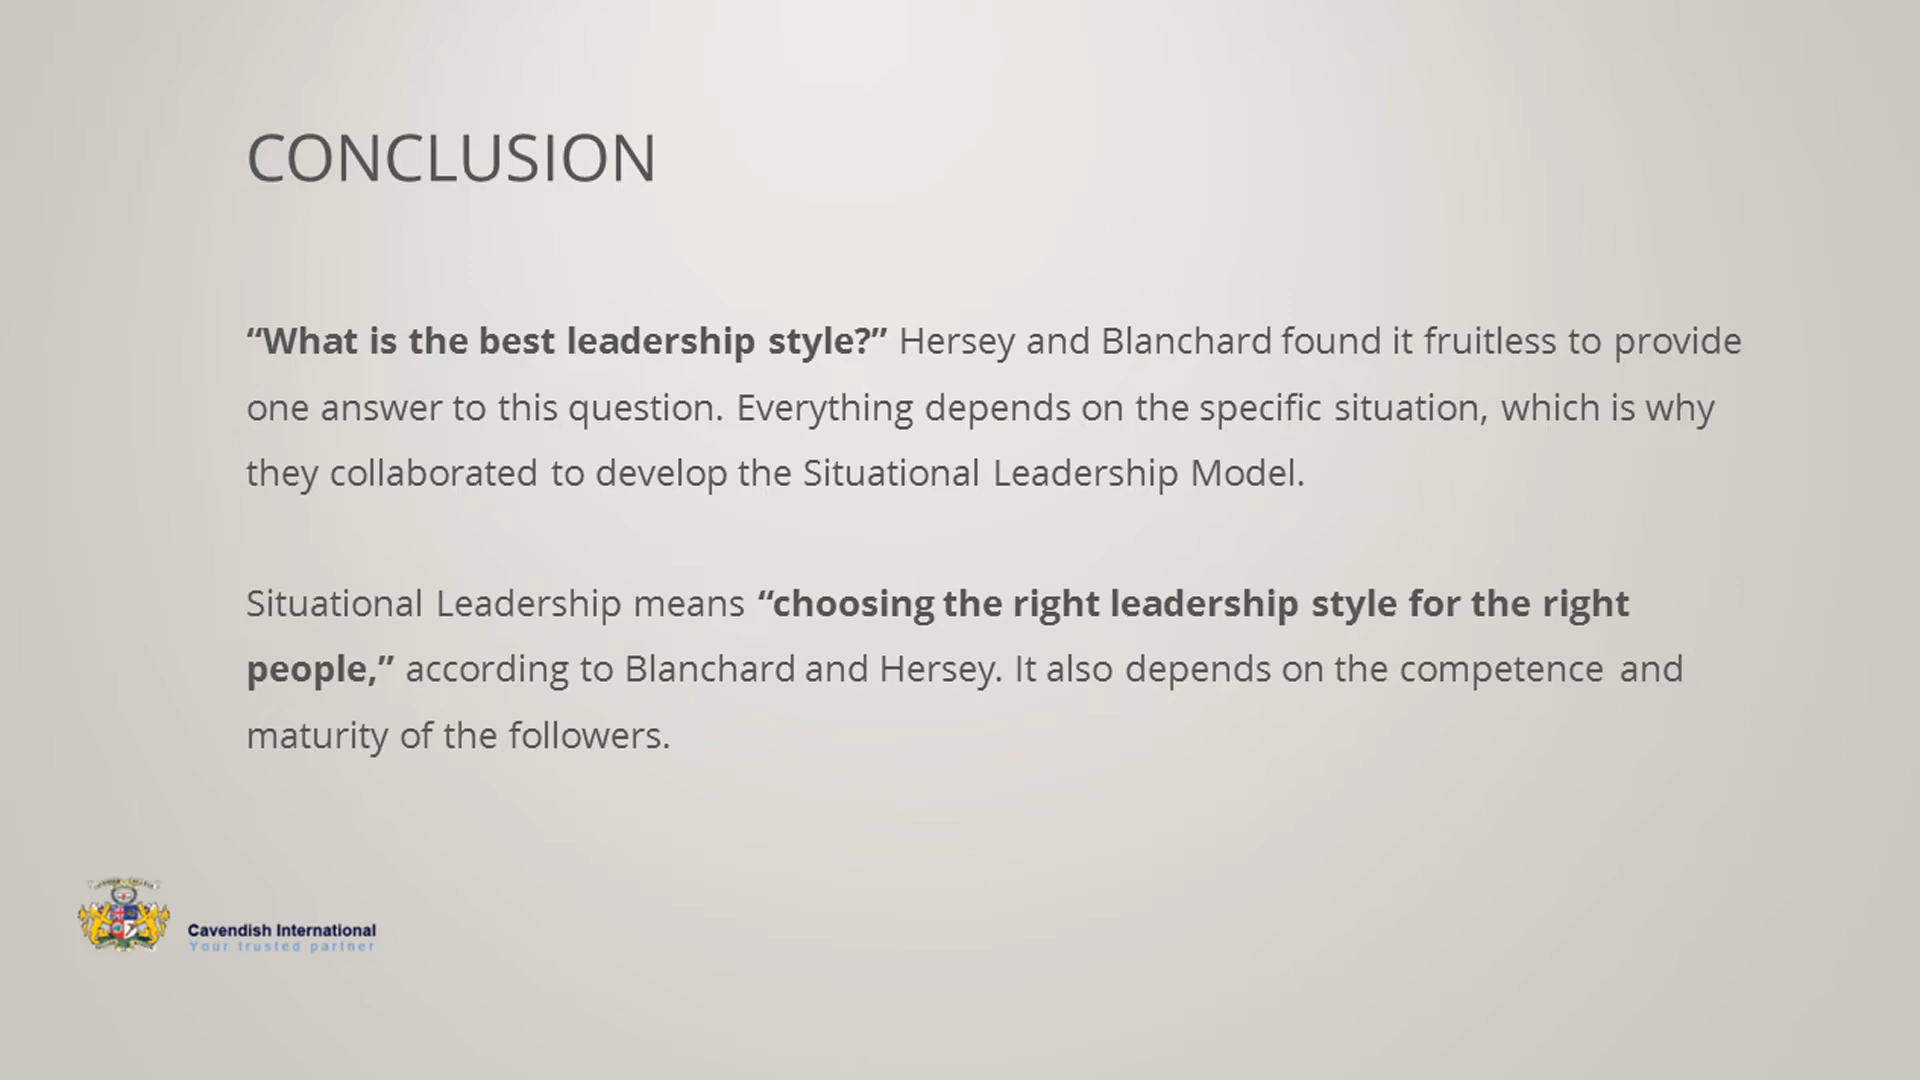 CONCLUSION
“What is the best leadership style?” Hersey and Blanchard found it fruitless to provide
one answer to this question. Everything depends on the specific situation, which is why
they collaborated to develop the Situational Leadership Model.
Situational Leadership means “choosing the right leadership style for the right
people,” according to Blanchard and Hersey. It also depends on the competence and
maturity of the followers.
Cavendish International
Your trusted partner